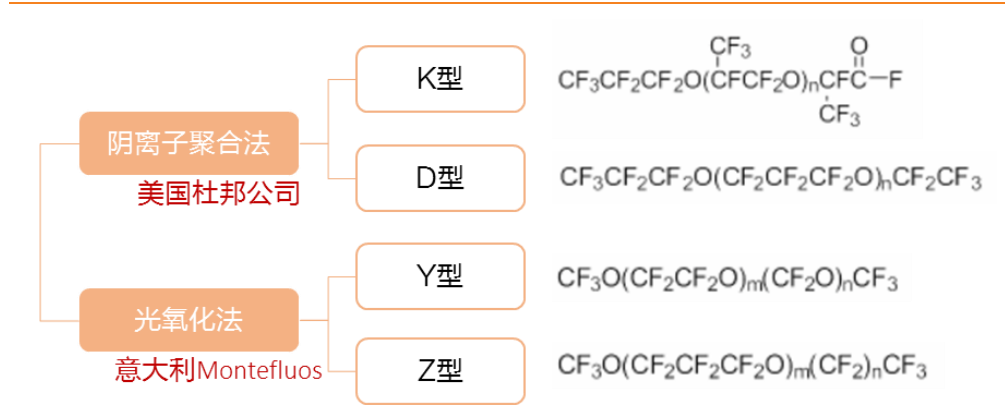 阴离子聚合法
美国杜邦公司
K型
CF₃CF₂CF₂O(CFCF₂O)ₙCFC—F
CF₃
O
CF₃
D型
CF₃CF₂CF₂O(CF₂CF₂CF₂O)ₙCF₂CF₃
光氧化法
意大利Montefluos
Y型
CF₃O(CF₂CF₂O)ₘ(CF₂O)ₙCF₃
Z型
CF₃O(CF₂CF₂CF₂O)ₘ(CF₂)ₙCF₃